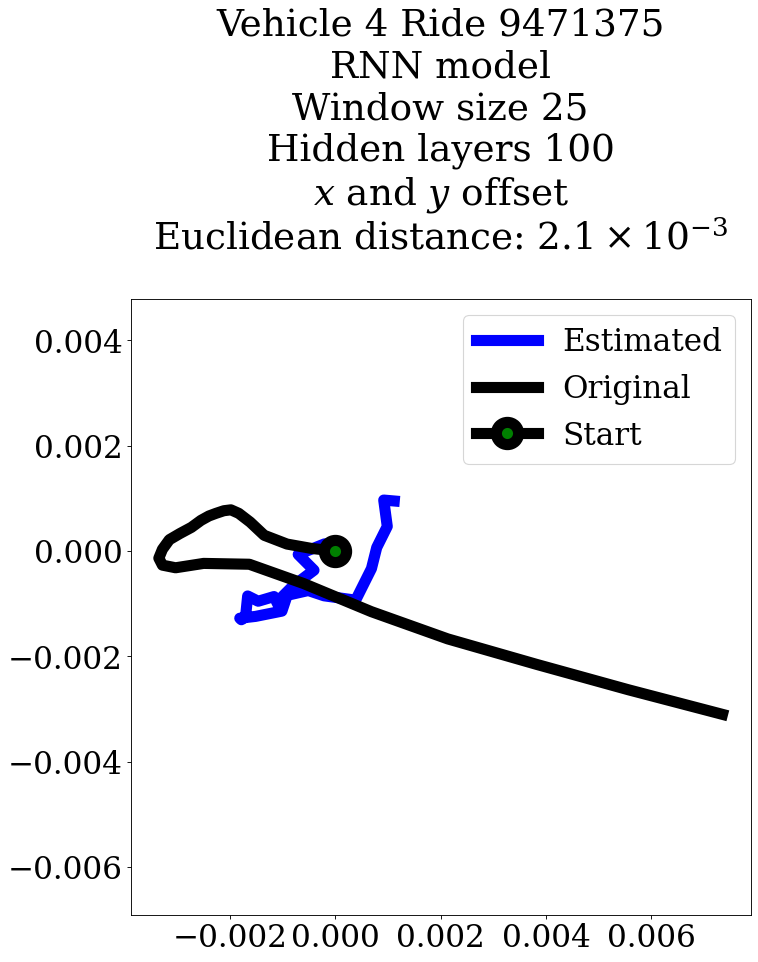 Vehicle 4 Ride 9471375
RNN model
Window size 25
Hidden layers 100
x and y offset
Euclidean distance: 2.1 × 10⁻³
Estimated
Original
Start
0.004
0.002
0.000
−0.002
−0.004
−0.006
−0.002 0.000 0.002 0.004 0.006